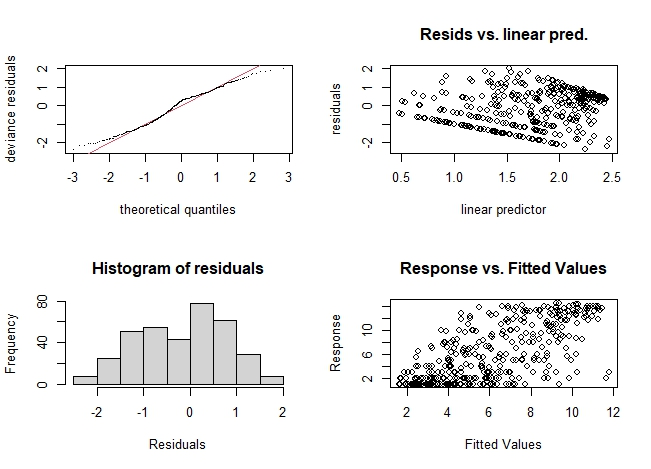 deviance residuals
-2 0 1 2
-3 -2 -1 0 1 2 3
theoretical quantiles
Resids vs. linear pred.
residuals
-2 0 1 2
0.5 1.0 1.5 2.0 2.5
linear predictor
Histogram of residuals
Frequency
0 40 80
-2 -1 0 1 2
Residuals
Response vs. Fitted Values
Response
2 6 10
2 4 6 8 10 12
Fitted Values